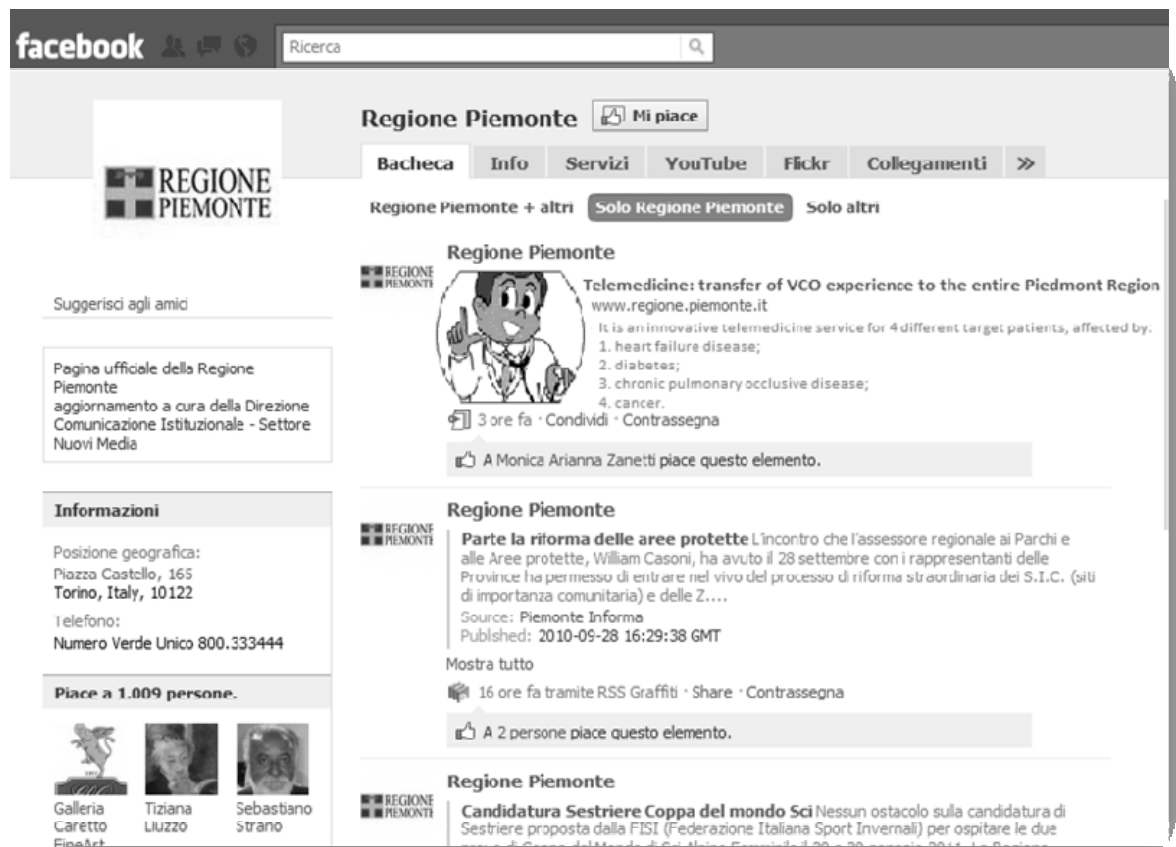 facebook
Ricerca
REGIONE
PIEMONTE
Suggerisci agli amici
Pagina ufficiale della Regione
Piemonte
aggiornamento a cura della Direzione
Comunicazione Istituzionale - Settore
Nuovi Media
Informazioni
Posizione geografica:
Piazza Castello, 165
Torino, Italy, 10122
Telefono:
Numero Verde Unico 800.333444
Piace a 1.009 persone.
Galleria
Caretto
FineArt
Tiziana
Liuzzo
Sebastiano
Strano
Regione Piemonte Mi piace
Bacheca Info Servizi YouTube Flickr Collegamenti »
Regione Piemonte + altri Solo Regione Piemonte Solo altri
REGIONE
PIEMONTE
Regione Piemonte
Telemedicine: transfer of VCO experience to the entire Piedmont Region
www.regione.piemonte.it
It is an innovative telemedicine service for 4 different target patients, affected by:
1. heart failure disease;
2. diabetes;
3. chronic pulmonary occlusive disease;
4. cancer.
3 ore fa · Condividi · Contrassegna
A Monica Arianna Zanetti piace questo elemento.
REGIONE
PIEMONTE
Regione Piemonte
Parte la riforma delle aree protette L'incontro che l'assessore regionale ai Parchi e
alle Aree protette, William Casoni, ha avuto il 28 settembre con i rappresentanti delle
Province ha permesso di entrare nel vivo del processo di riforma straordinaria dei S.I.C. (siti
di importanza comunitaria) e delle Z....
Source: Piemonte Informa
Published: 2010-09-28 16:29:38 GMT
Mostra tutto
16 ore fa tramite RSS Graffiti · Share · Contrassegna
A 2 persone piace questo elemento.
REGIONE
PIEMONTE
Regione Piemonte
Candidatura Sestriere Coppa del mondo Sci Nessun ostacolo sulla candidatura di
Sestriere proposta dalla FISI (Federazione Italiana Sport Invernali) per ospitare le due